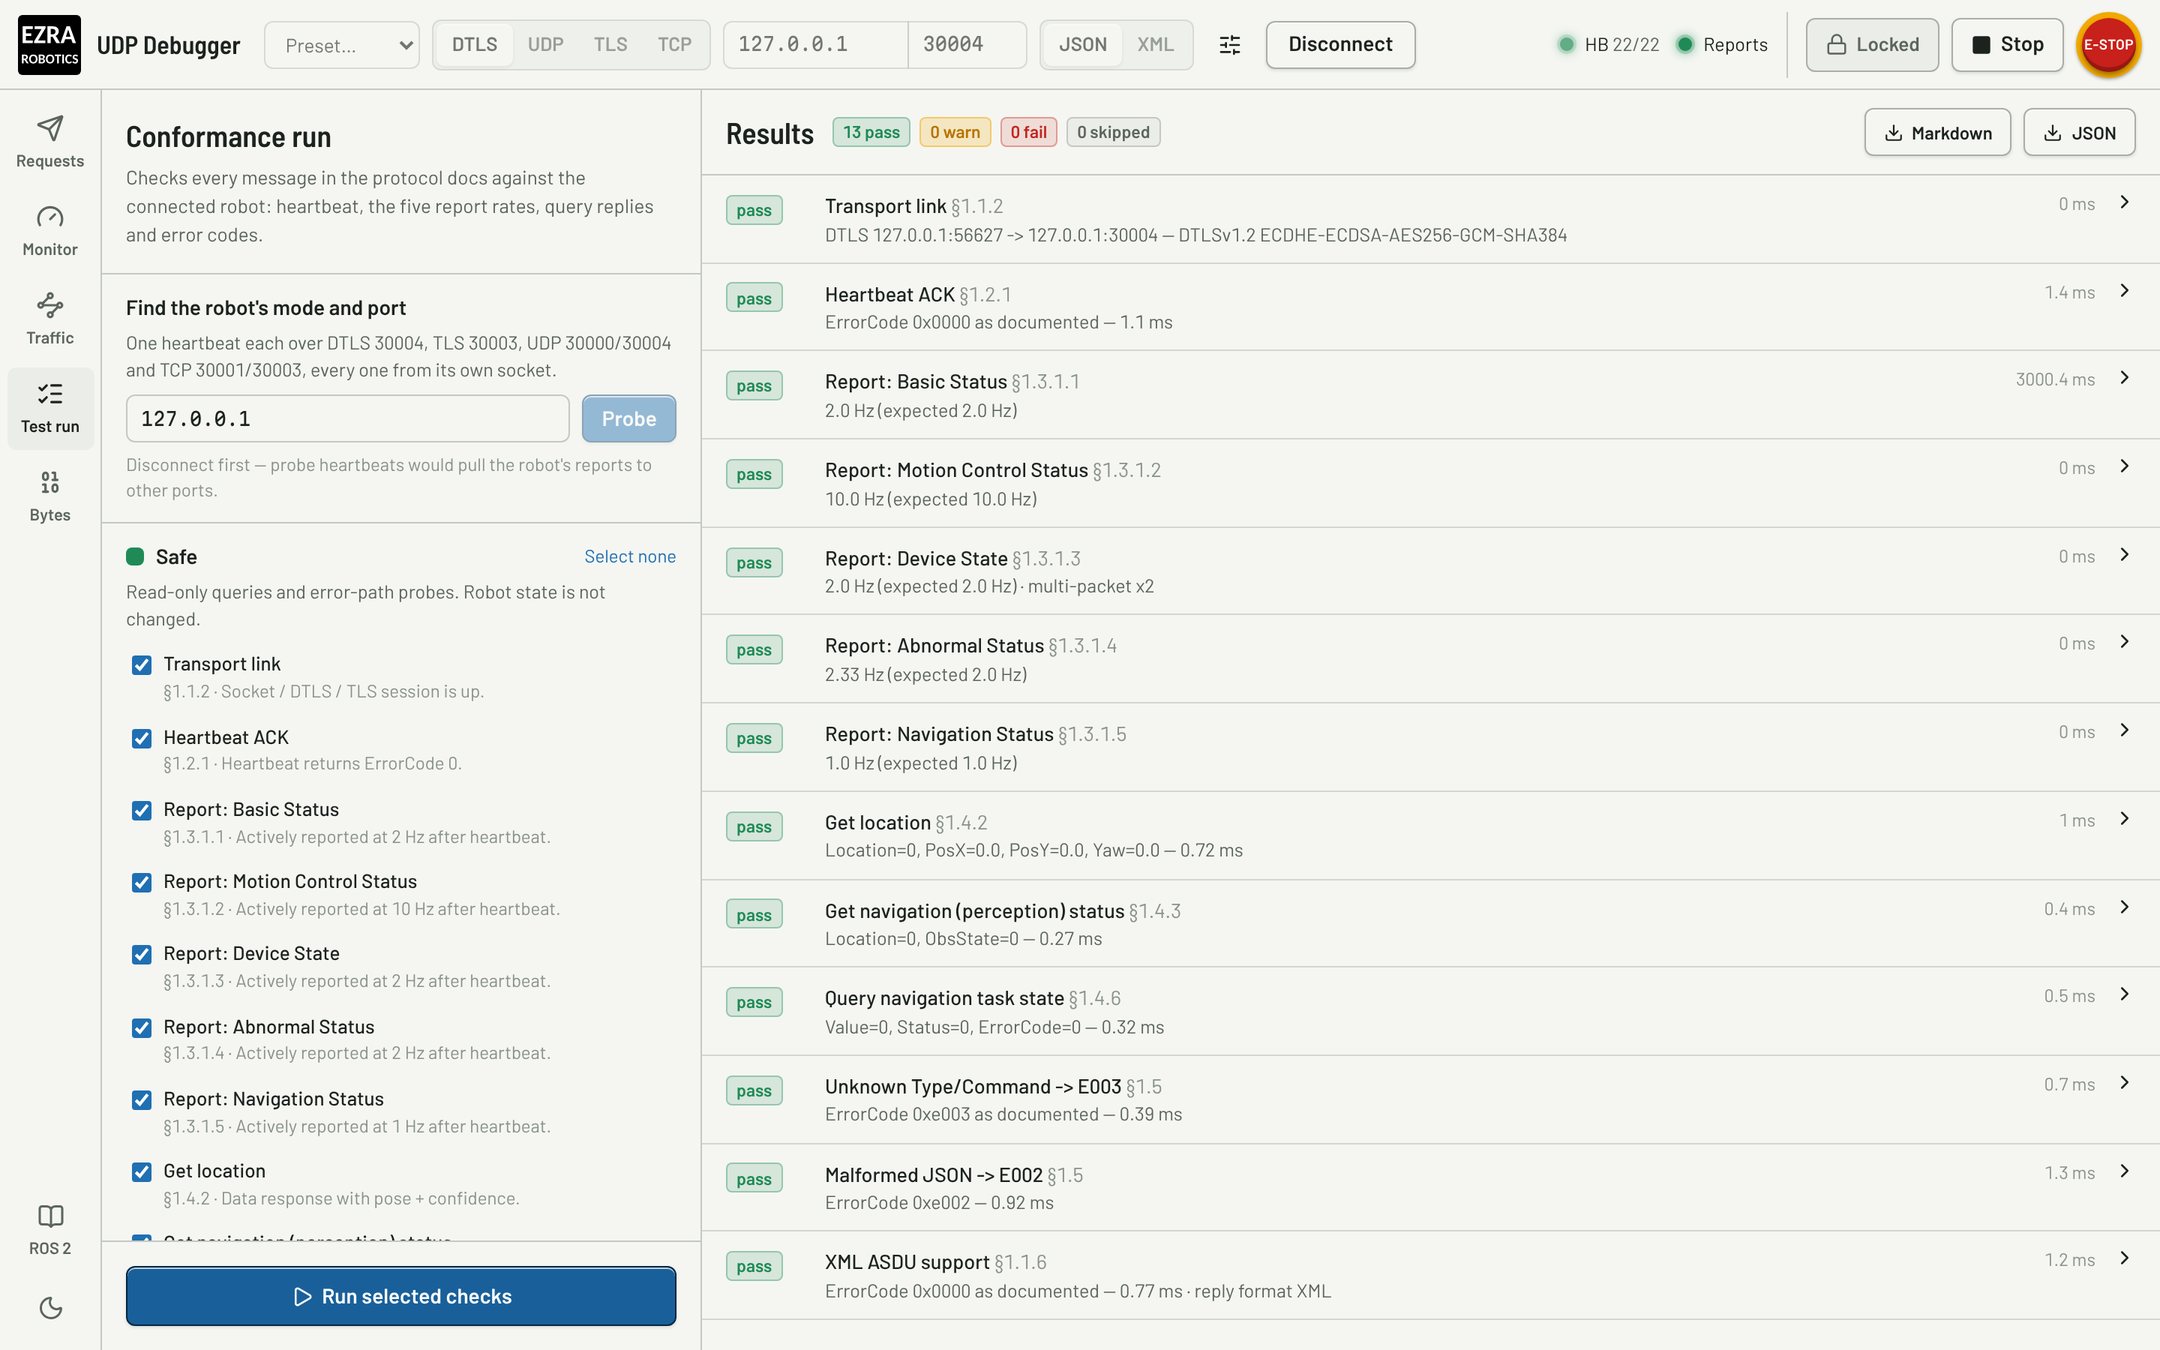 EZRA
ROBOTICS
UDP Debugger
Preset...
DTLS UDP TLS TCP
127.0.0.1 30004
JSON XML
Disconnect
HB 22/22
Reports
Locked
Stop
E-STOP
Requests
Monitor
Traffic
Test run
01
10
Bytes
ROS 2
Conformance run
Checks every message in the protocol docs against the
connected robot: heartbeat, the five report rates, query replies
and error codes.
Find the robot's mode and port
One heartbeat each over DTLS 30004, TLS 30003, UDP 30000/30004
and TCP 30001/30003, every one from its own socket.
127.0.0.1
Probe
Disconnect first — probe heartbeats would pull the robot's reports to
other ports.
Safe
Select none
Read-only queries and error-path probes. Robot state is not
changed.
Transport link
§1.1.2 · Socket / DTLS / TLS session is up.
Heartbeat ACK
§1.2.1 · Heartbeat returns ErrorCode 0.
Report: Basic Status
§1.3.1.1 · Actively reported at 2 Hz after heartbeat.
Report: Motion Control Status
§1.3.1.2 · Actively reported at 10 Hz after heartbeat.
Report: Device State
§1.3.1.3 · Actively reported at 2 Hz after heartbeat.
Report: Abnormal Status
§1.3.1.4 · Actively reported at 2 Hz after heartbeat.
Report: Navigation Status
§1.3.1.5 · Actively reported at 1 Hz after heartbeat.
Get location
§1.4.2 · Data response with pose + confidence.
Get navigation (perception) status
Run selected checks
Results
13 pass
0 warn
0 fail
0 skipped
Markdown
JSON
pass Transport link §1.1.2 0 ms
DTLS 127.0.0.1:56627 -> 127.0.0.1:30004 — DTLSv1.2 ECDHE-ECDSA-AES256-GCM-SHA384
pass Heartbeat ACK §1.2.1 1.4 ms
ErrorCode 0x0000 as documented — 1.1 ms
pass Report: Basic Status §1.3.1.1 3000.4 ms
2.0 Hz (expected 2.0 Hz)
pass Report: Motion Control Status §1.3.1.2 0 ms
10.0 Hz (expected 10.0 Hz)
pass Report: Device State §1.3.1.3 0 ms
2.0 Hz (expected 2.0 Hz) · multi-packet x2
pass Report: Abnormal Status §1.3.1.4 0 ms
2.33 Hz (expected 2.0 Hz)
pass Report: Navigation Status §1.3.1.5 0 ms
1.0 Hz (expected 1.0 Hz)
pass Get location §1.4.2 1 ms
Location=0, PosX=0.0, PosY=0.0, Yaw=0.0 — 0.72 ms
pass Get navigation (perception) status §1.4.3 0.4 ms
Location=0, ObsState=0 — 0.27 ms
pass Query navigation task state §1.4.6 0.5 ms
Value=0, Status=0, ErrorCode=0 — 0.32 ms
pass Unknown Type/Command -> E003 §1.5 0.7 ms
ErrorCode 0xe003 as documented — 0.39 ms
pass Malformed JSON -> E002 §1.5 1.3 ms
ErrorCode 0xe002 — 0.92 ms
pass XML ASDU support §1.1.6 1.2 ms
ErrorCode 0x0000 as documented — 0.77 ms · reply format XML